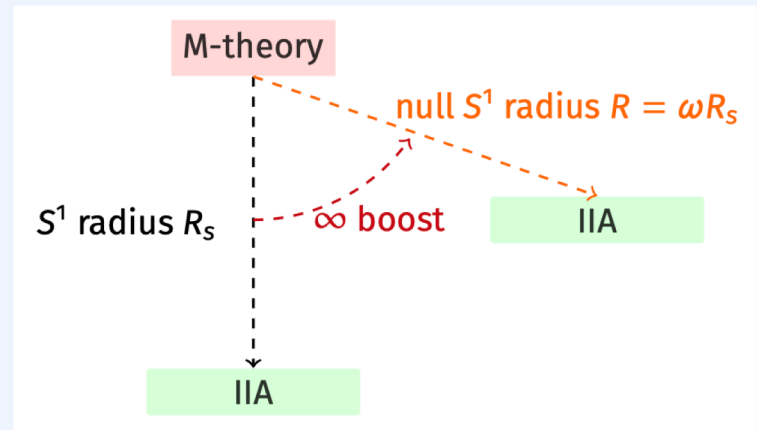 M-theory
null S¹ radius R = ωRₛ
S¹ radius Rₛ
∞ boost
IIA
IIA